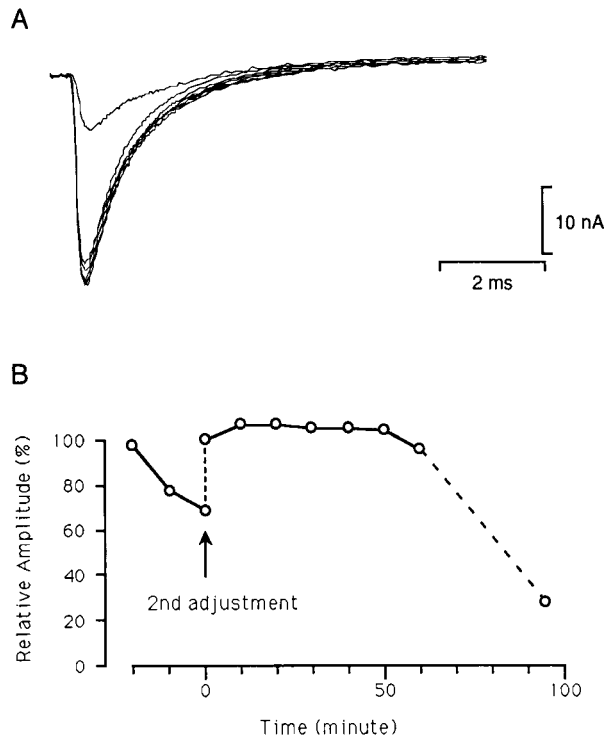 A
10 nA
2 ms
B
Relative Amplitude (%)
100
80
60
40
20
0
2nd adjustment
0
50
100
Time (minute)